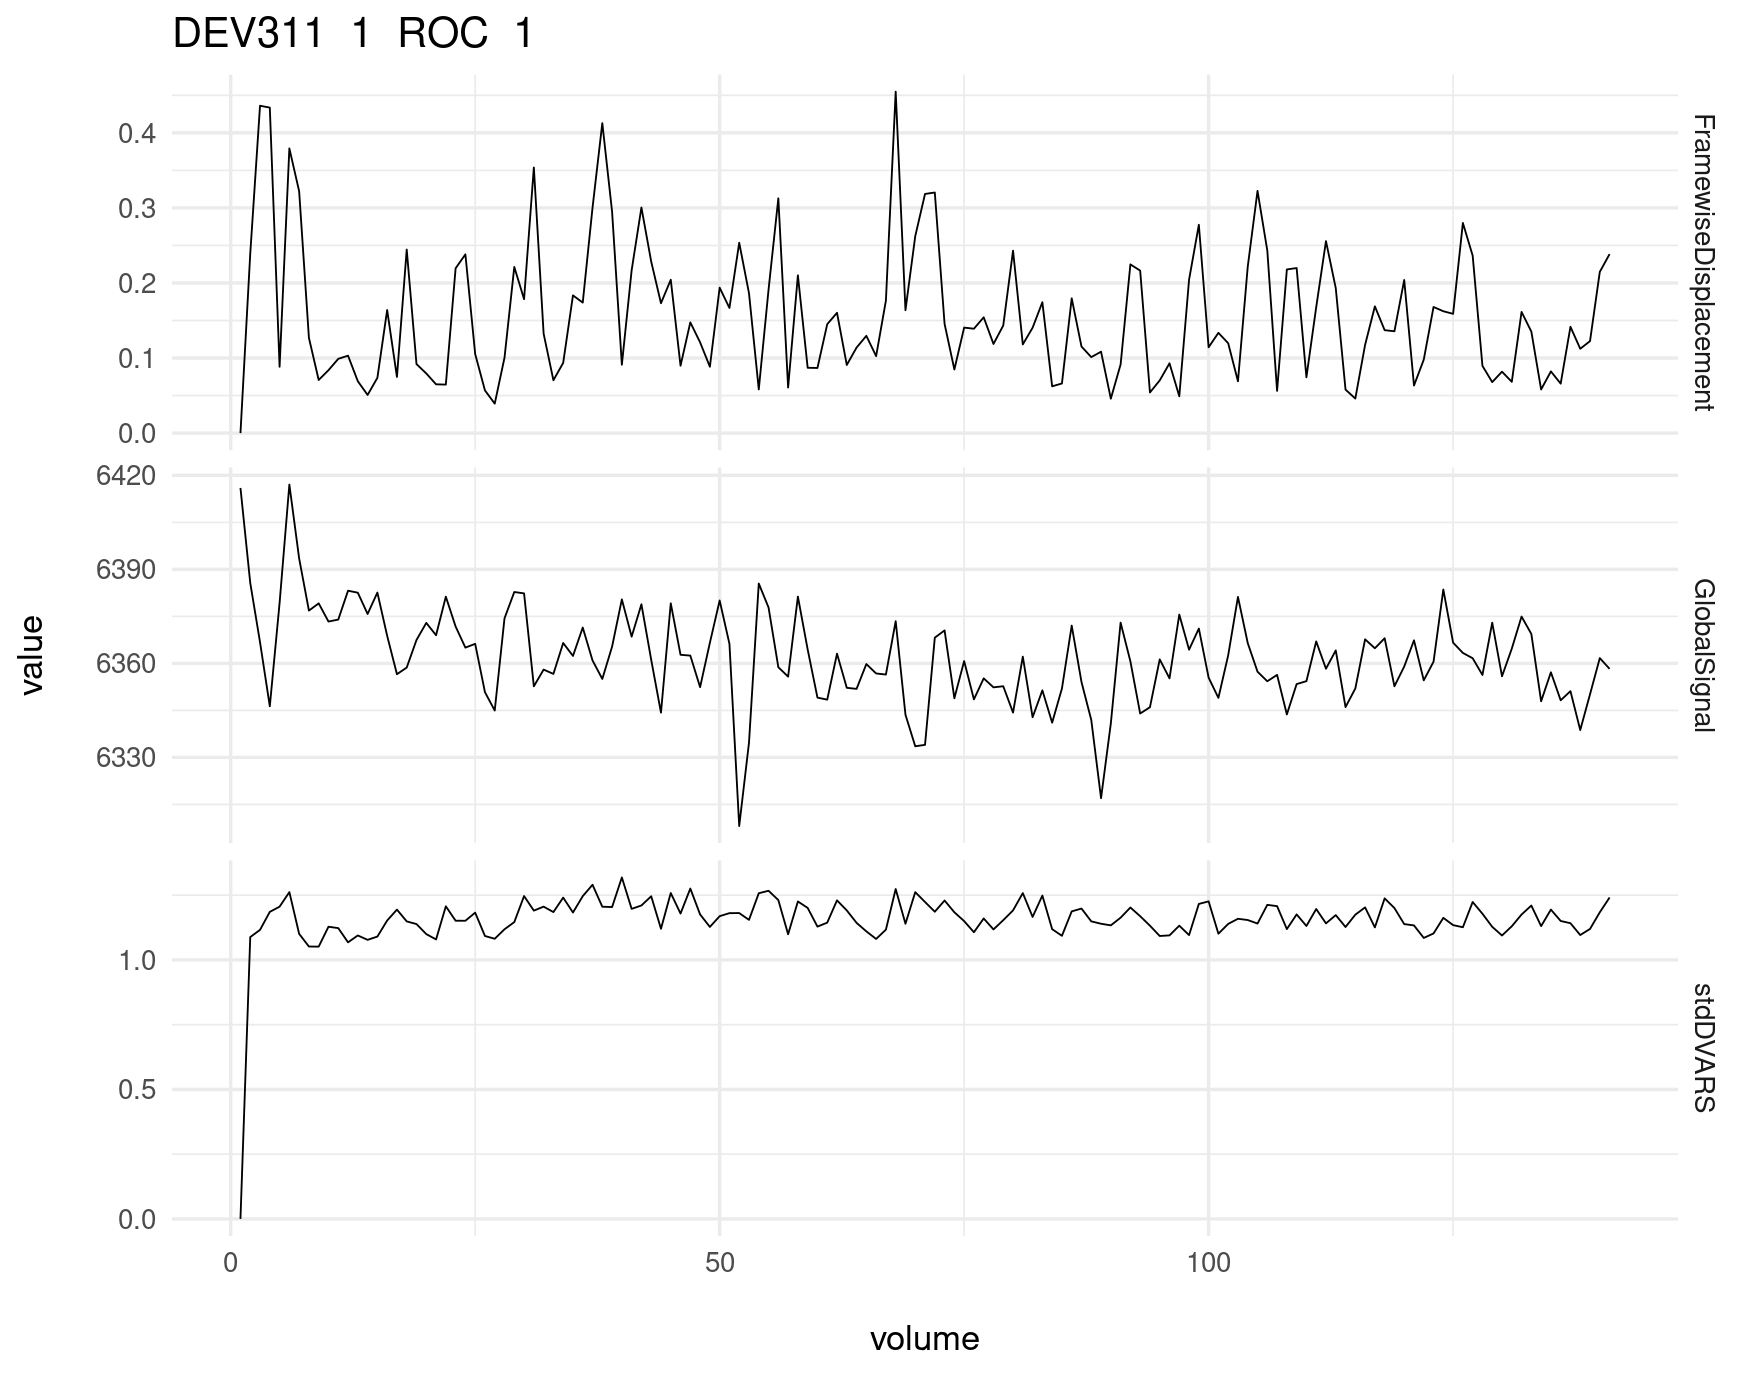 DEV311 1 ROC 1
0.4
0.3
0.2
0.1
0.0
FramewiseDisplacement
6420
6390
6360
6330
GlobalSignal
1.0
0.5
0.0
stdDVARS
0 50 100
value
volume